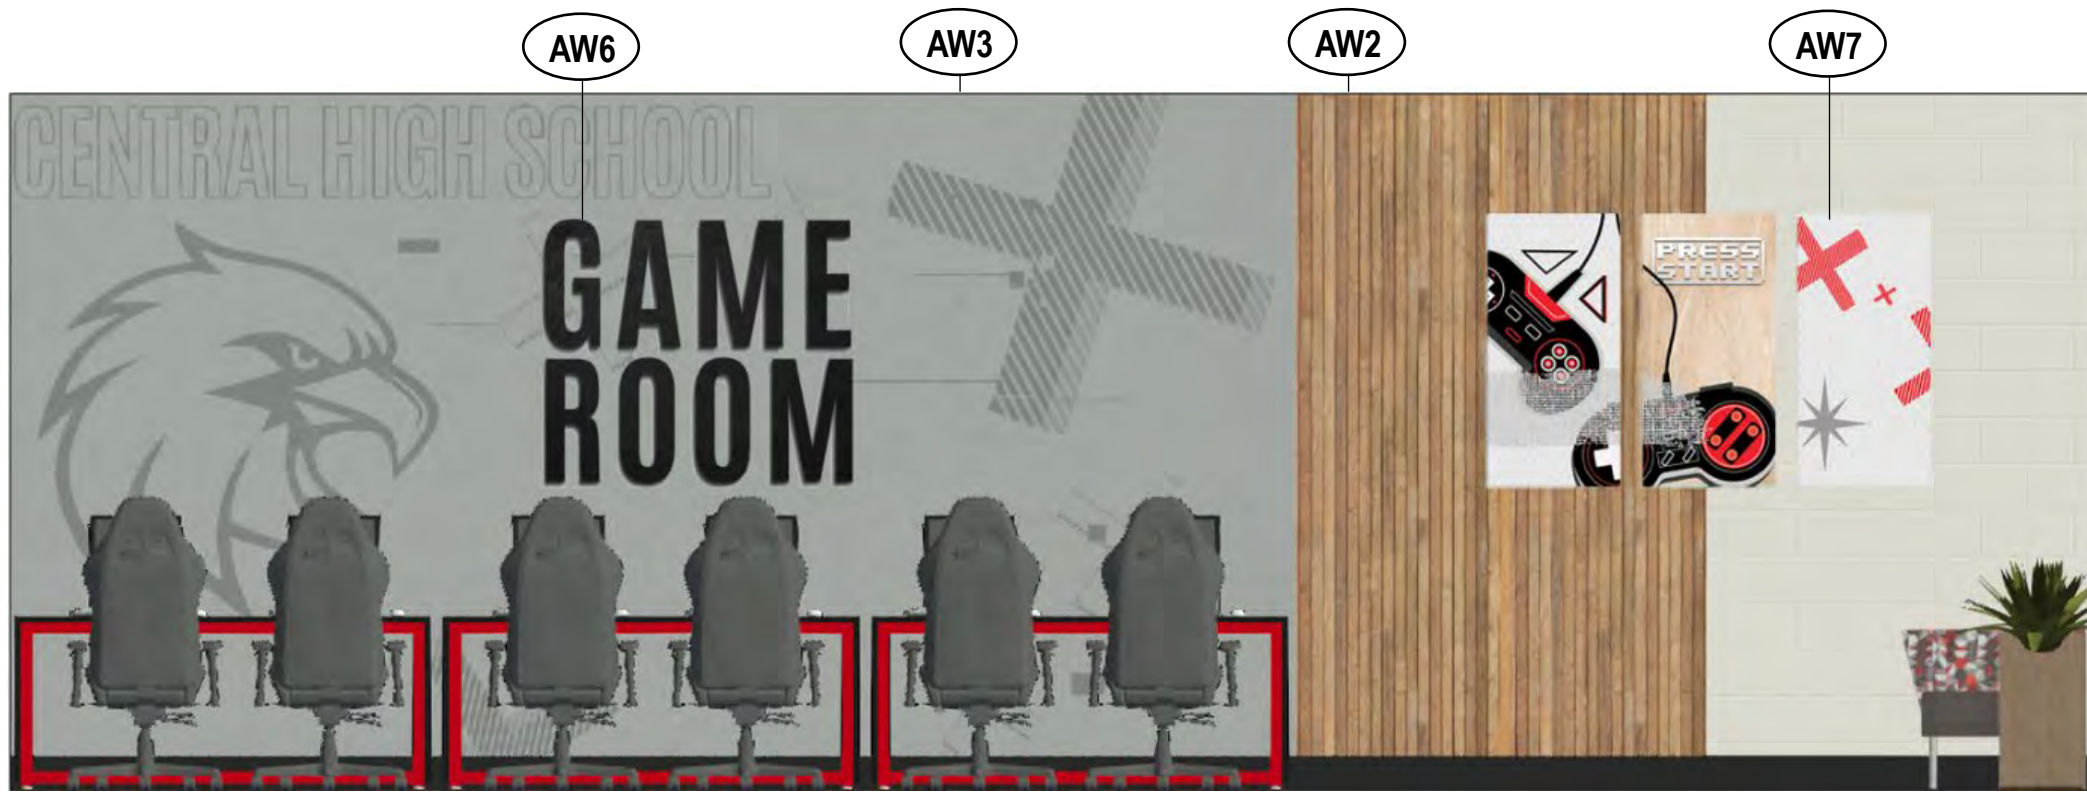 AW6
AW3
AW2
AW7
CENTRAL HIGH SCHOOL
GAME
ROOM
PRESS
START